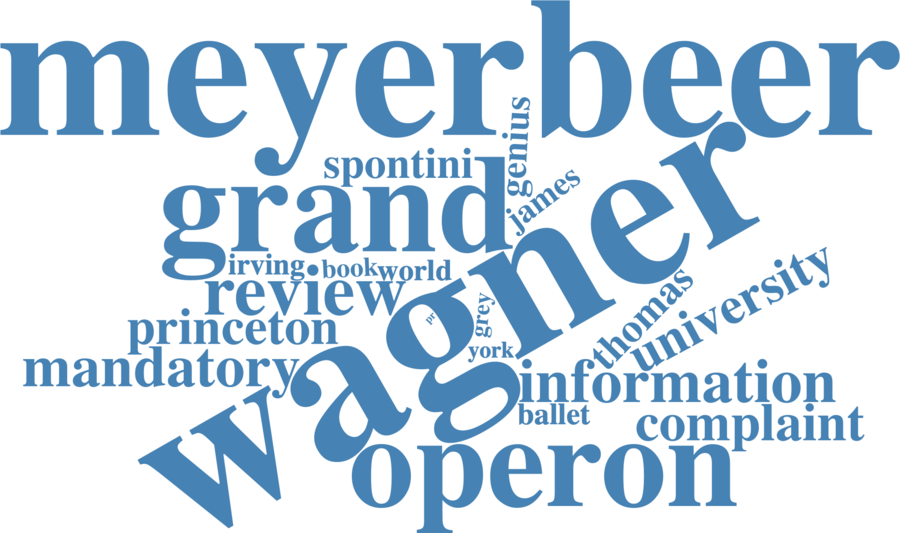 meyerbeer
genius
spontini
james
grand
wagner
irving
book
world
review
university
thomas
grey
pr
princeton
york
mandatory
information
ballet
complaint
operon